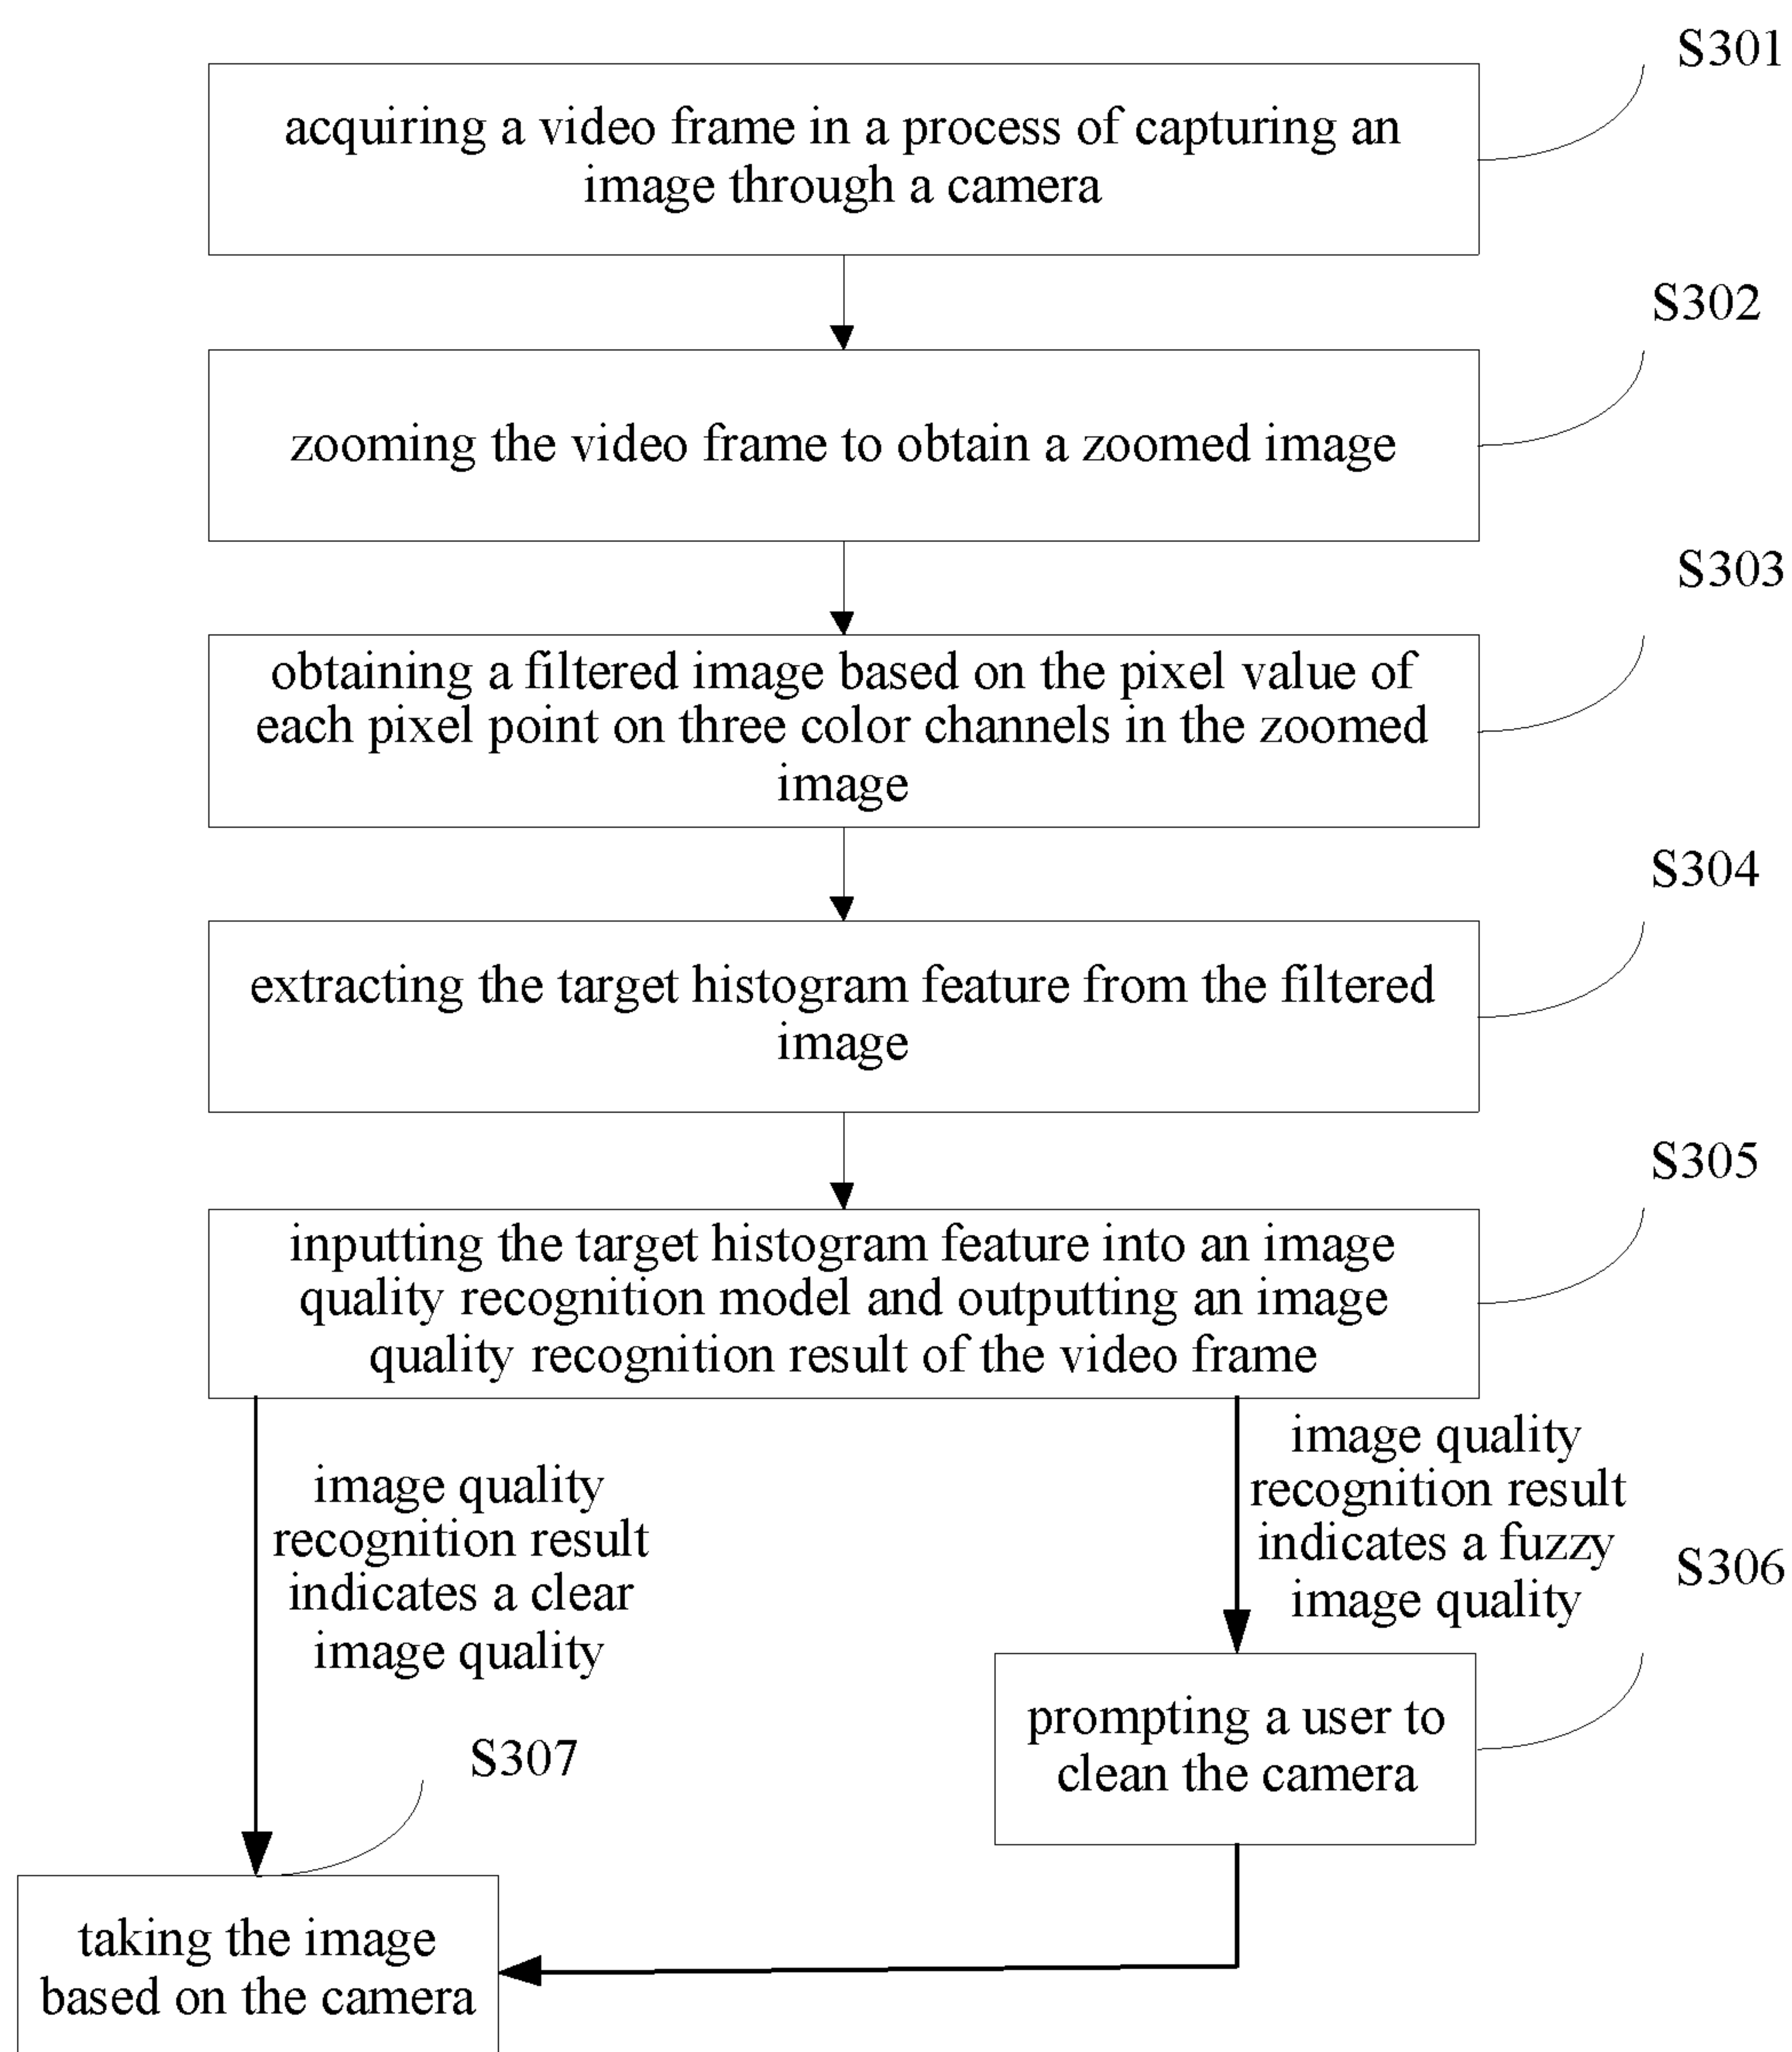 S301
acquiring a video frame in a process of capturing an
image through a camera
S302
zooming the video frame to obtain a zoomed image
S303
obtaining a filtered image based on the pixel value of
each pixel point on three color channels in the zoomed
image
S304
extracting the target histogram feature from the filtered
image
S305
inputting the target histogram feature into an image
quality recognition model and outputting an image
quality recognition result of the video frame
image quality
recognition result
indicates a clear
image quality
image quality
recognition result
indicates a fuzzy
image quality
S306
prompting a user to
clean the camera
S307
taking the image
based on the camera